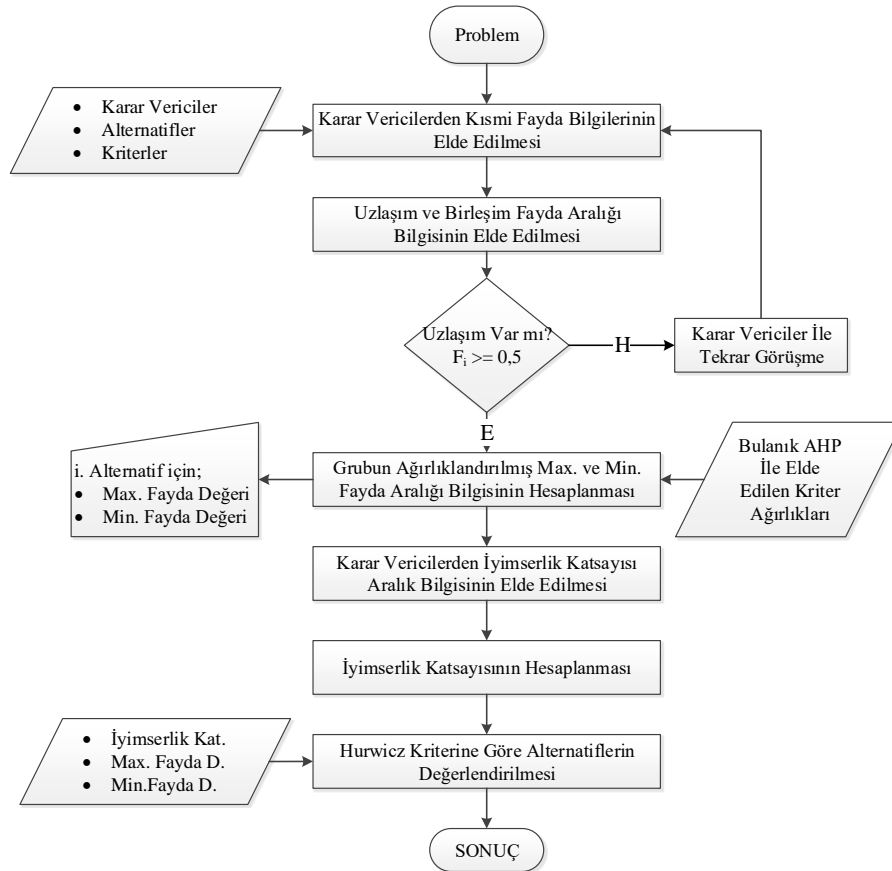 Problem
• Karar Vericiler
• Alternatifler
• Kriterler
Karar Vericilerden Kısmi Fayda Bilgilerinin
Elde Edilmesi
Uzlaşım ve Birleşim Fayda Aralığı
Bilgisinin Elde Edilmesi
Uzlaşım Var mı?
Fi >= 0,5
H
Karar Vericiler İle
Tekrar Görüşme
E
i. Alternatif için;
• Max. Fayda Değeri
• Min. Fayda Değeri
Grubun Ağırlıklandırılmış Max. ve Min.
Fayda Aralığı Bilgisinin Hesaplanması
Bulanık AHP
İle Elde
Edilen Kriter
Ağırlıkları
Karar Vericilerden İyimserlik Katsayısı
Aralık Bilgisinin Elde Edilmesi
İyimserlik Katsayısının Hesaplanması
• İyimserlik Kat.
• Max. Fayda D.
• Min.Fayda D.
Hurwicz Kriterine Göre Alternatiflerin
Değerlendirilmesi
SONUÇ